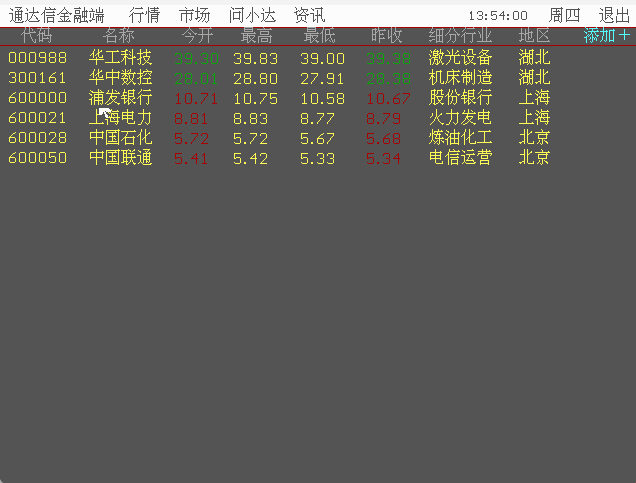 通达信金融端 行情 市场 问小达 资讯 13:54:00 周四 退出
代码 名称 今开 最高 最低 昨收 细分行业 地区 添加+
000988 华工科技 39.30 39.83 39.00 39.38 激光设备 湖北
300161 华中数控 28.01 28.80 27.91 28.39 机床制造 湖北
600000 浦发银行 10.71 10.75 10.58 10.67 股份银行 上海
600021 上海电力 8.81 8.83 8.77 8.79 火力发电 上海
600028 中国石化 5.72 5.72 5.67 5.68 炼油化工 北京
600050 中国联通 5.41 5.42 5.33 5.34 电信运营 北京